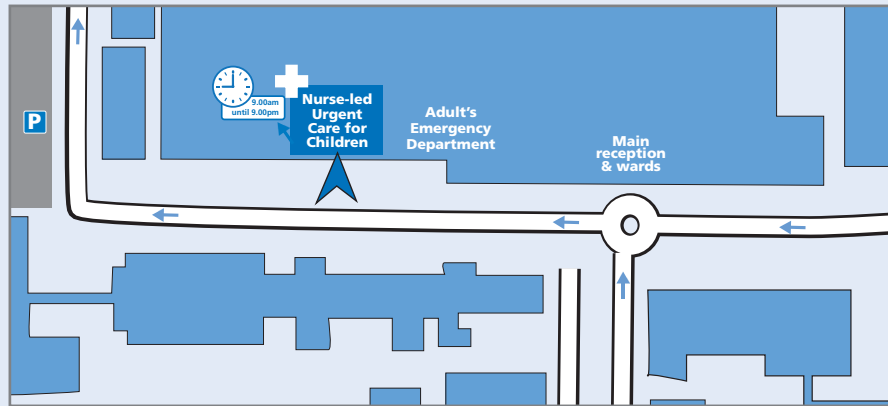 P
9.00am
until 9.00pm
Nurse-led
Urgent
Care for
Children
Adult's
Emergency
Department
Main
reception
& wards